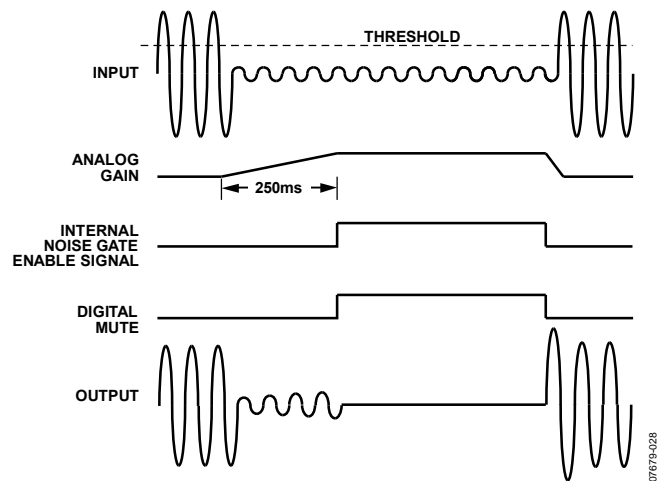 THRESHOLD
INPUT
ANALOG
GAIN
250ms
INTERNAL
NOISE GATE
ENABLE SIGNAL
DIGITAL
MUTE
OUTPUT
07679-028